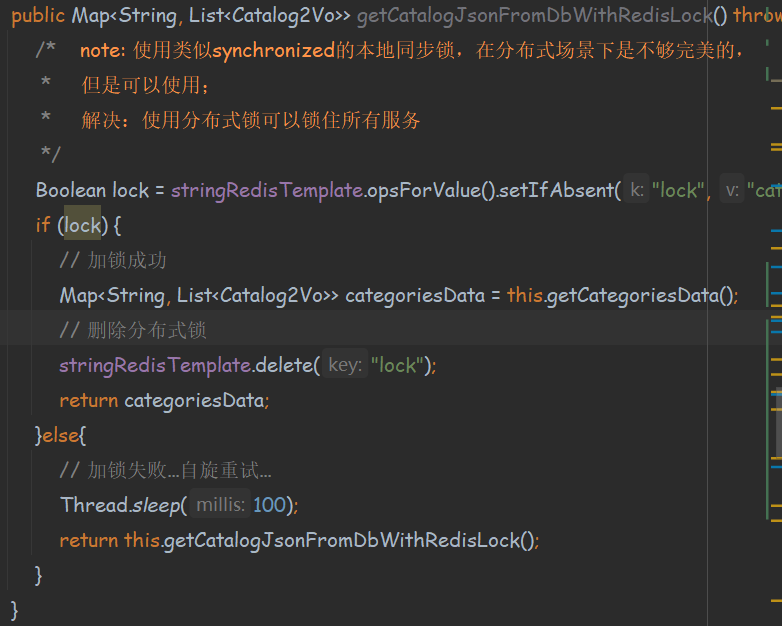 public Map<String, List<Catalog2Vo>> getCatalogJsonFromDbWithRedisLock() throw
/* note: 使用类似synchronized的本地同步锁，在分布式场景下是不够完美的，
* 但是可以使用；
* 解决：使用分布式锁可以锁住所有服务
*/
Boolean lock = stringRedisTemplate.opsForValue().setIfAbsent( k: "lock", v: "cat
if (lock) {
// 加锁成功
Map<String, List<Catalog2Vo>> categoriesData = this.getCategoriesData();
// 删除分布式锁
stringRedisTemplate.delete( key: "lock");
return categoriesData;
}else{
// 加锁失败...自旋重试...
Thread.sleep( millis: 100);
return this.getCatalogJsonFromDbWithRedisLock();
}
}